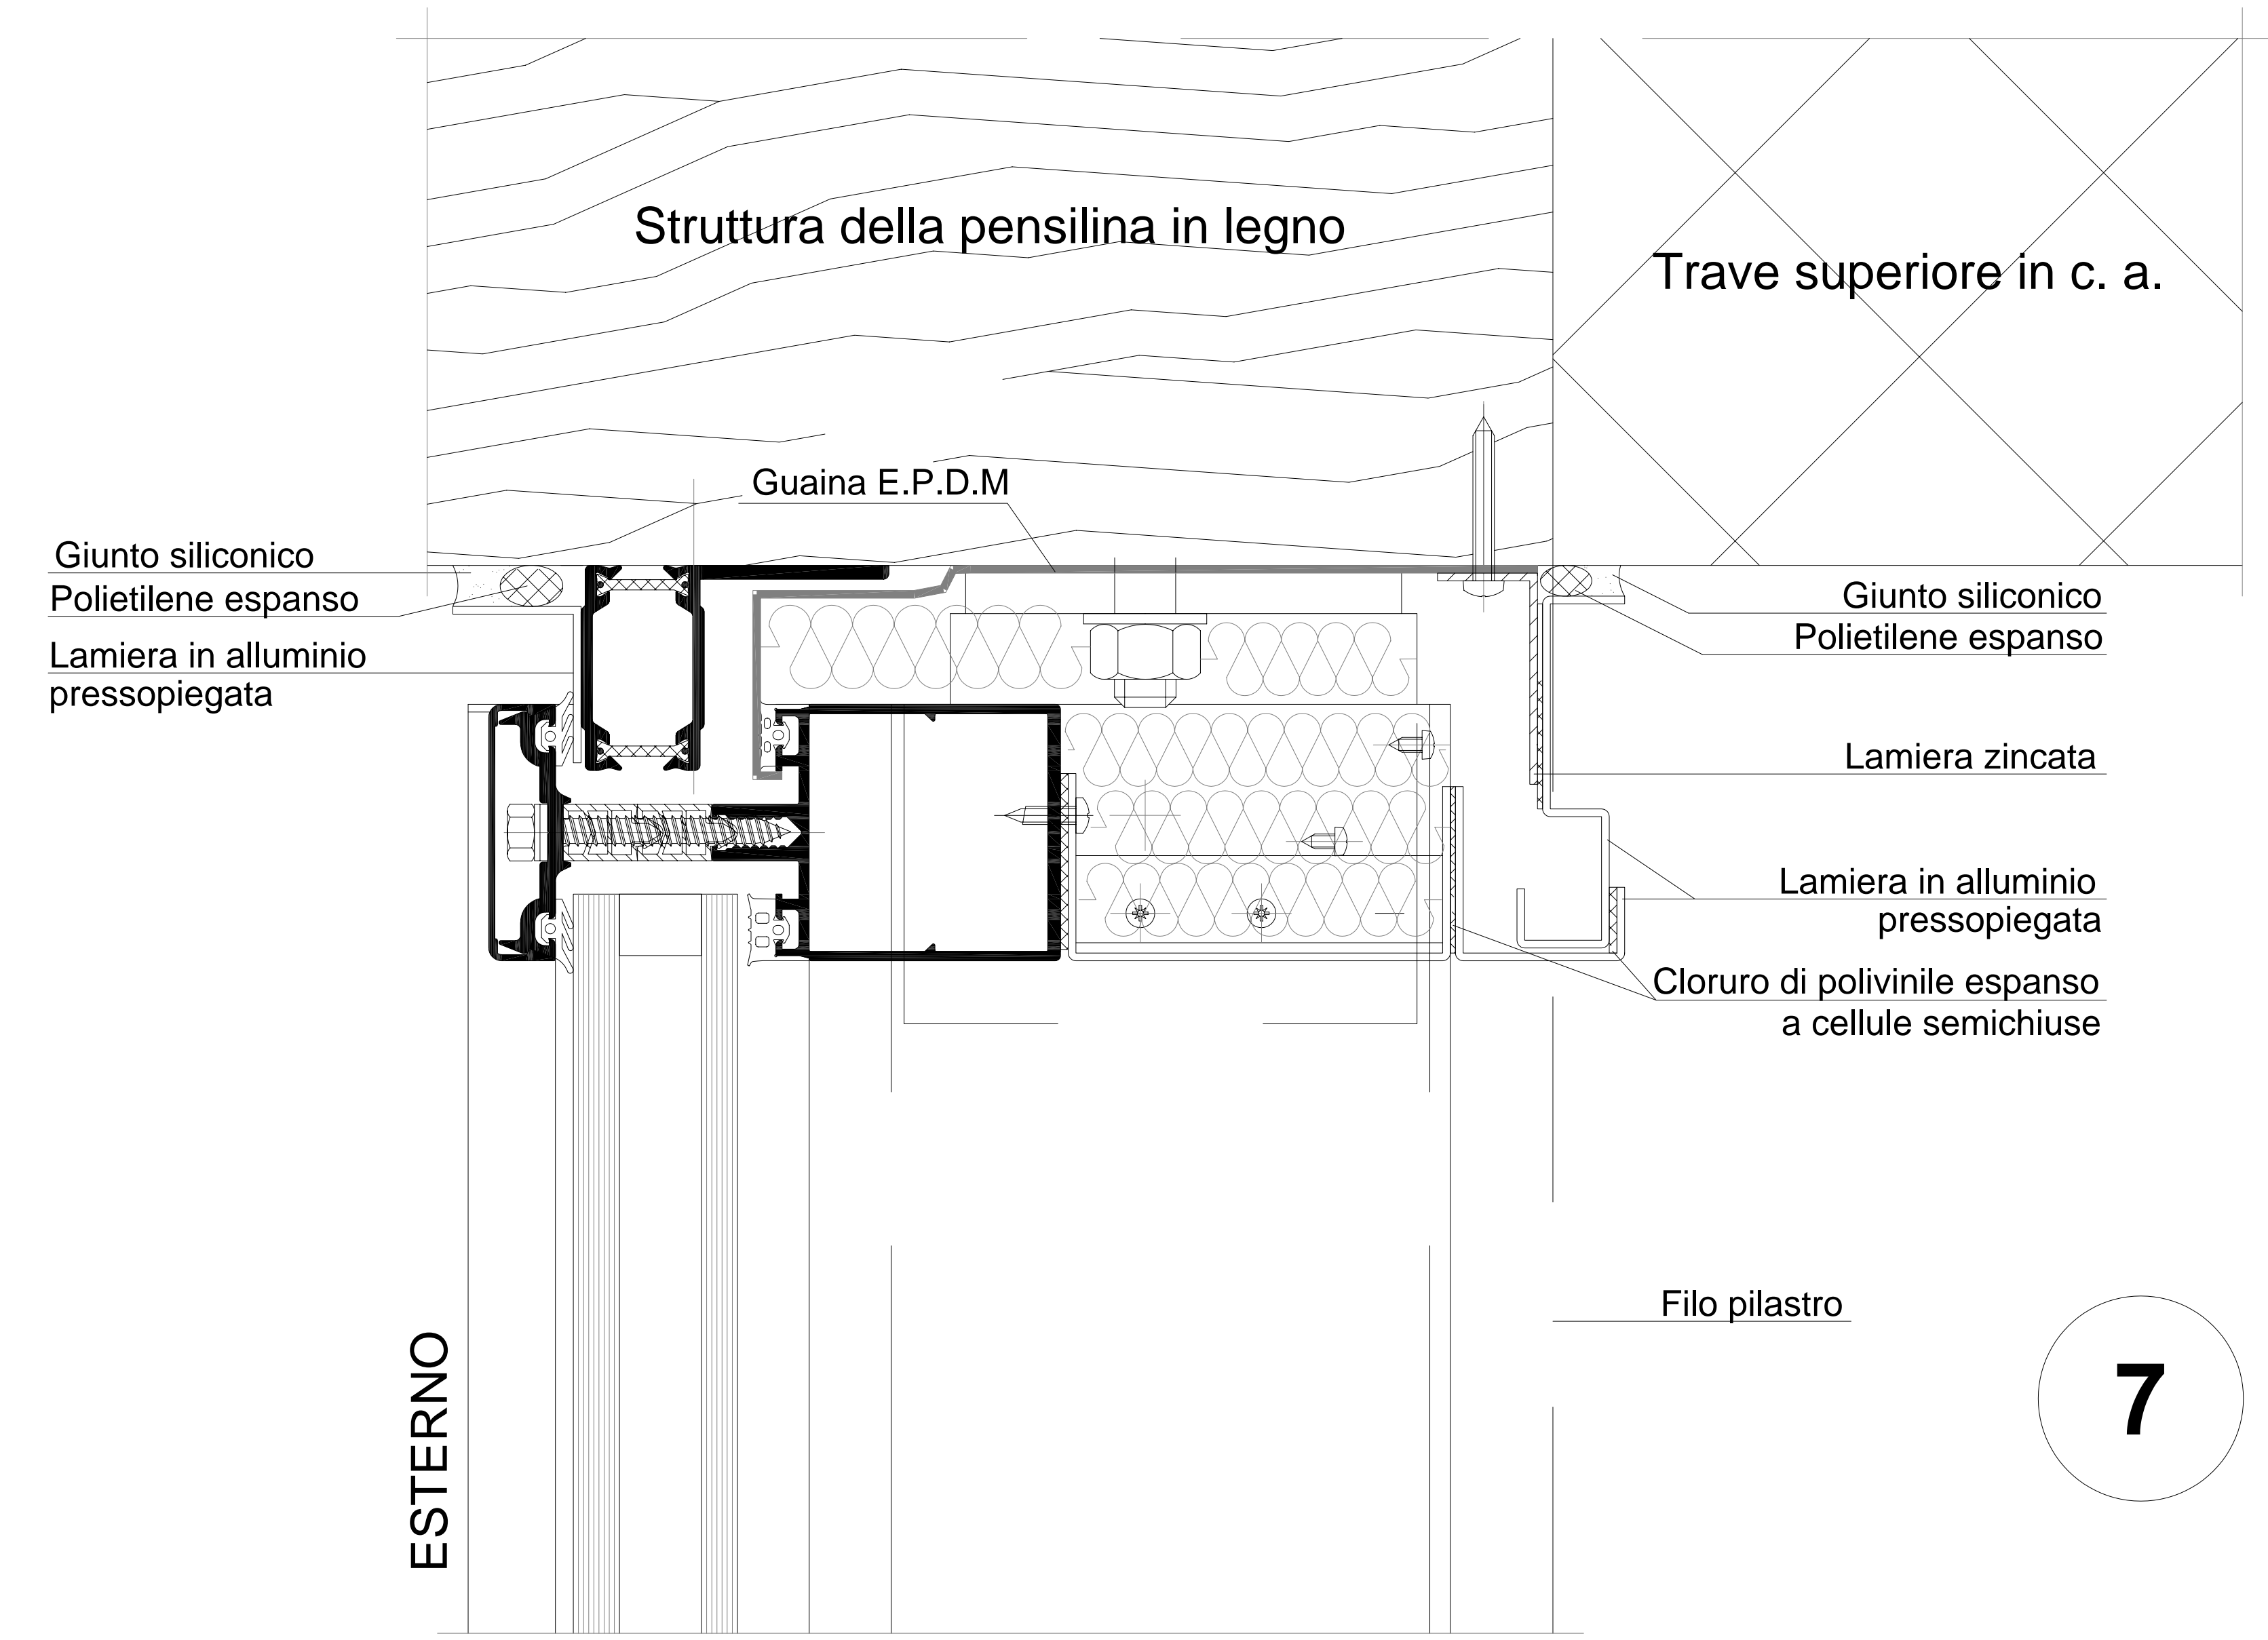 Struttura della pensilina in legno
Trave superiore in c. a.
Guaina E.P.D.M
Giunto siliconico
Polietilene espanso
Lamiera in alluminio
pressopiegata
Giunto siliconico
Polietilene espanso
Lamiera zincata
Lamiera in alluminio
pressopiegata
Cloruro di polivinile espanso
a cellule semichiuse
Filo pilastro
ESTERNO
7